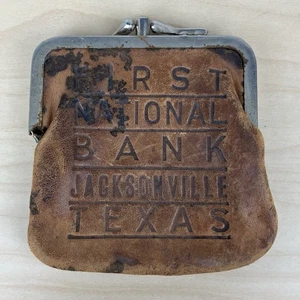 FIRST
NATIONAL
BANK
JACKSONVILLE
TEXAS